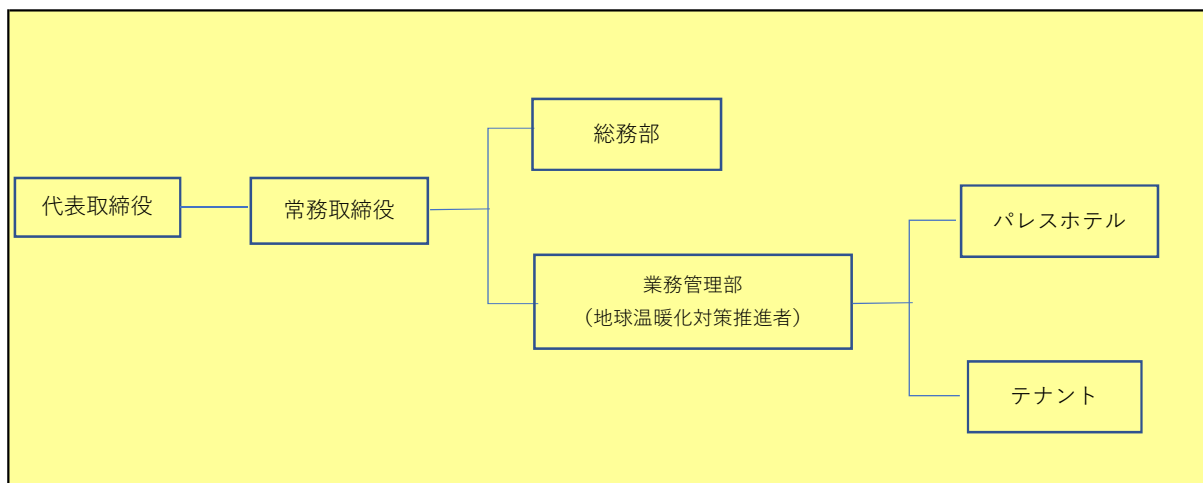 総務部
代表取締役
常務取締役
パレスホテル
業務管理部
（地球温暖化対策推進者）
テナント